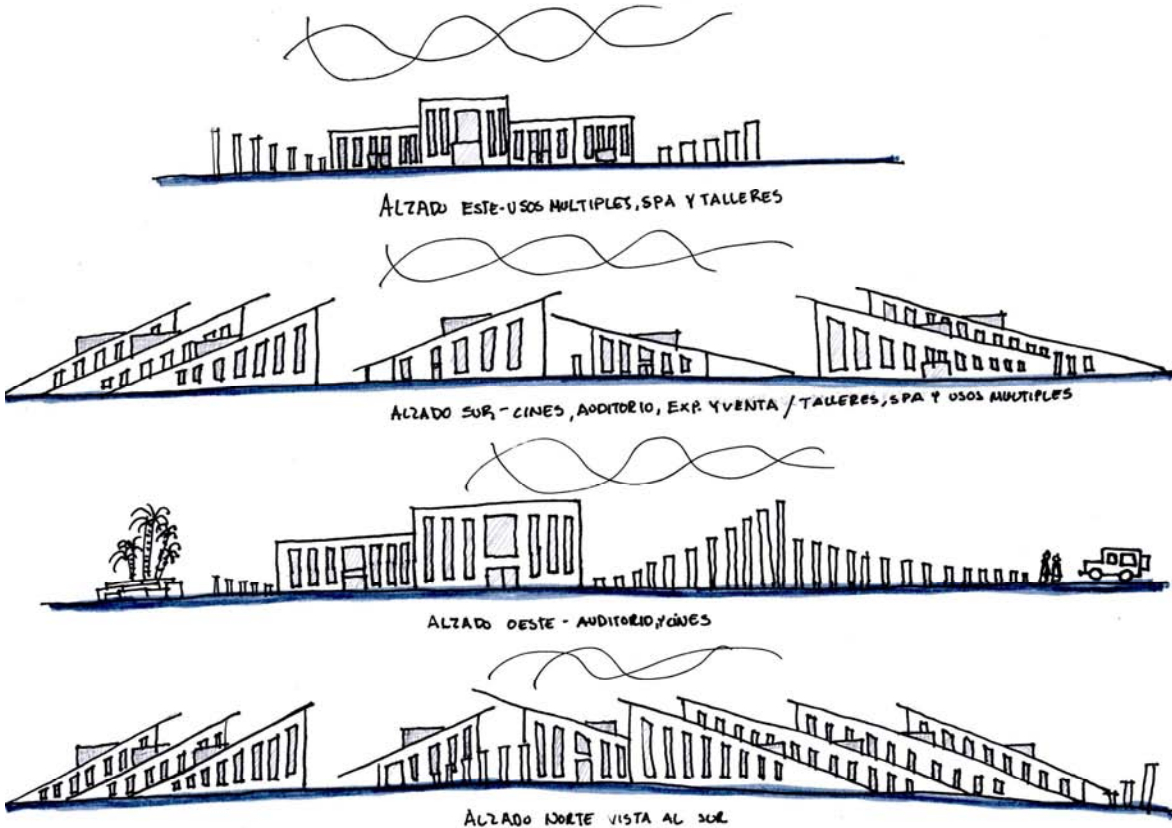 ALZADO ESTE-USOS MULTIPLES, SPA Y TALLERES
ALZADO SUR-CINES, AUDITORIO, EXP. Y VENTA / TALLERES, SPA Y USOS MULTIPLES
ALZADO OESTE - AUDITORIO, Y CINES
ALZADO NORTE VISTA AL SUR